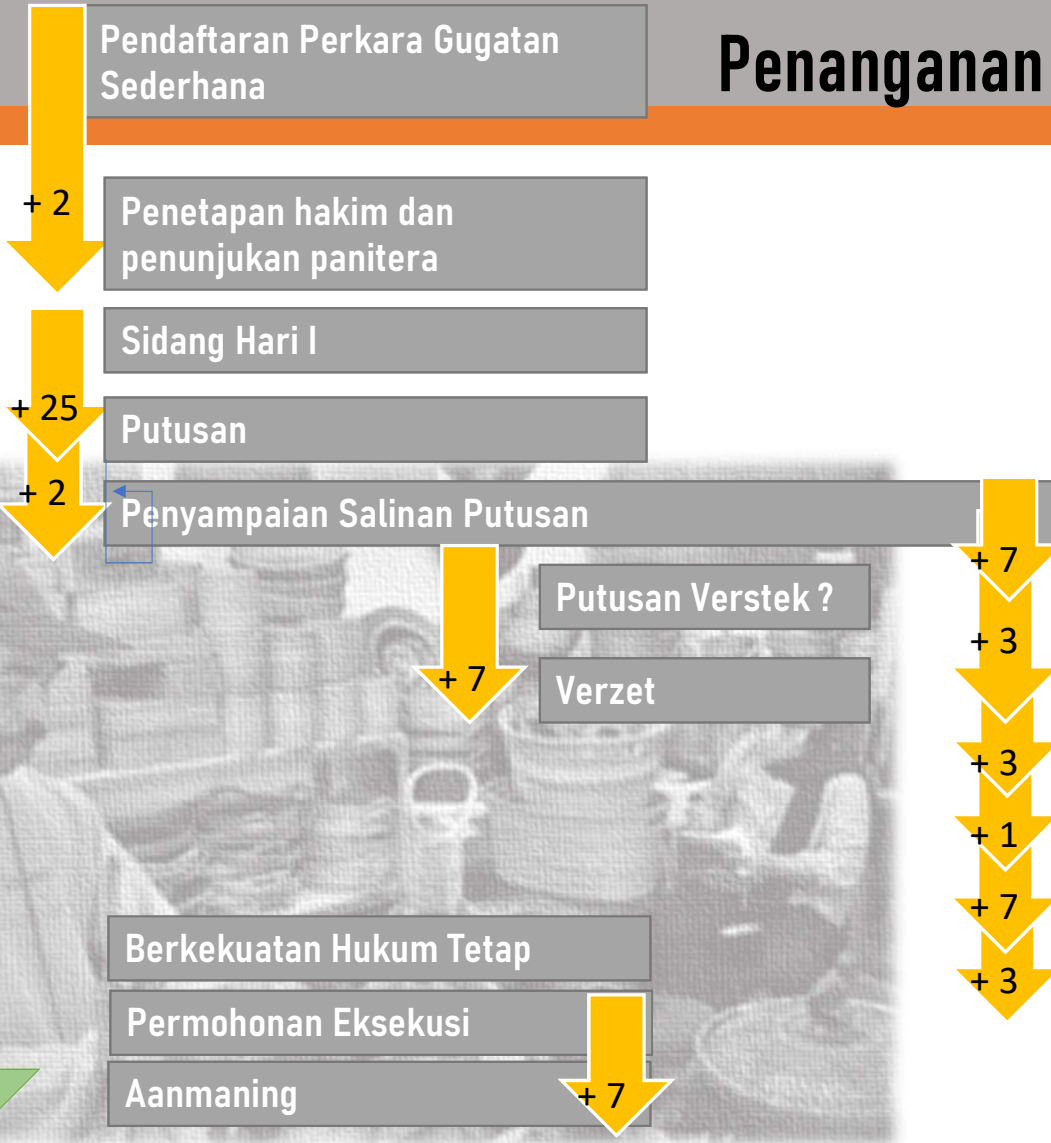 Pendaftaran Perkara Gugatan
Sederhana
Penanganan
+ 2
Penetapan hakim dan
penunjukan panitera
Sidang Hari I
+ 25
Putusan
+ 2
Penyampaian Salinan Putusan
+ 7
Putusan Verstek ?
+ 3
+ 7
Verzet
+ 3
+ 1
+ 7
Berkekuatan Hukum Tetap
+ 3
Permohonan Eksekusi
Aanmaning
+ 7